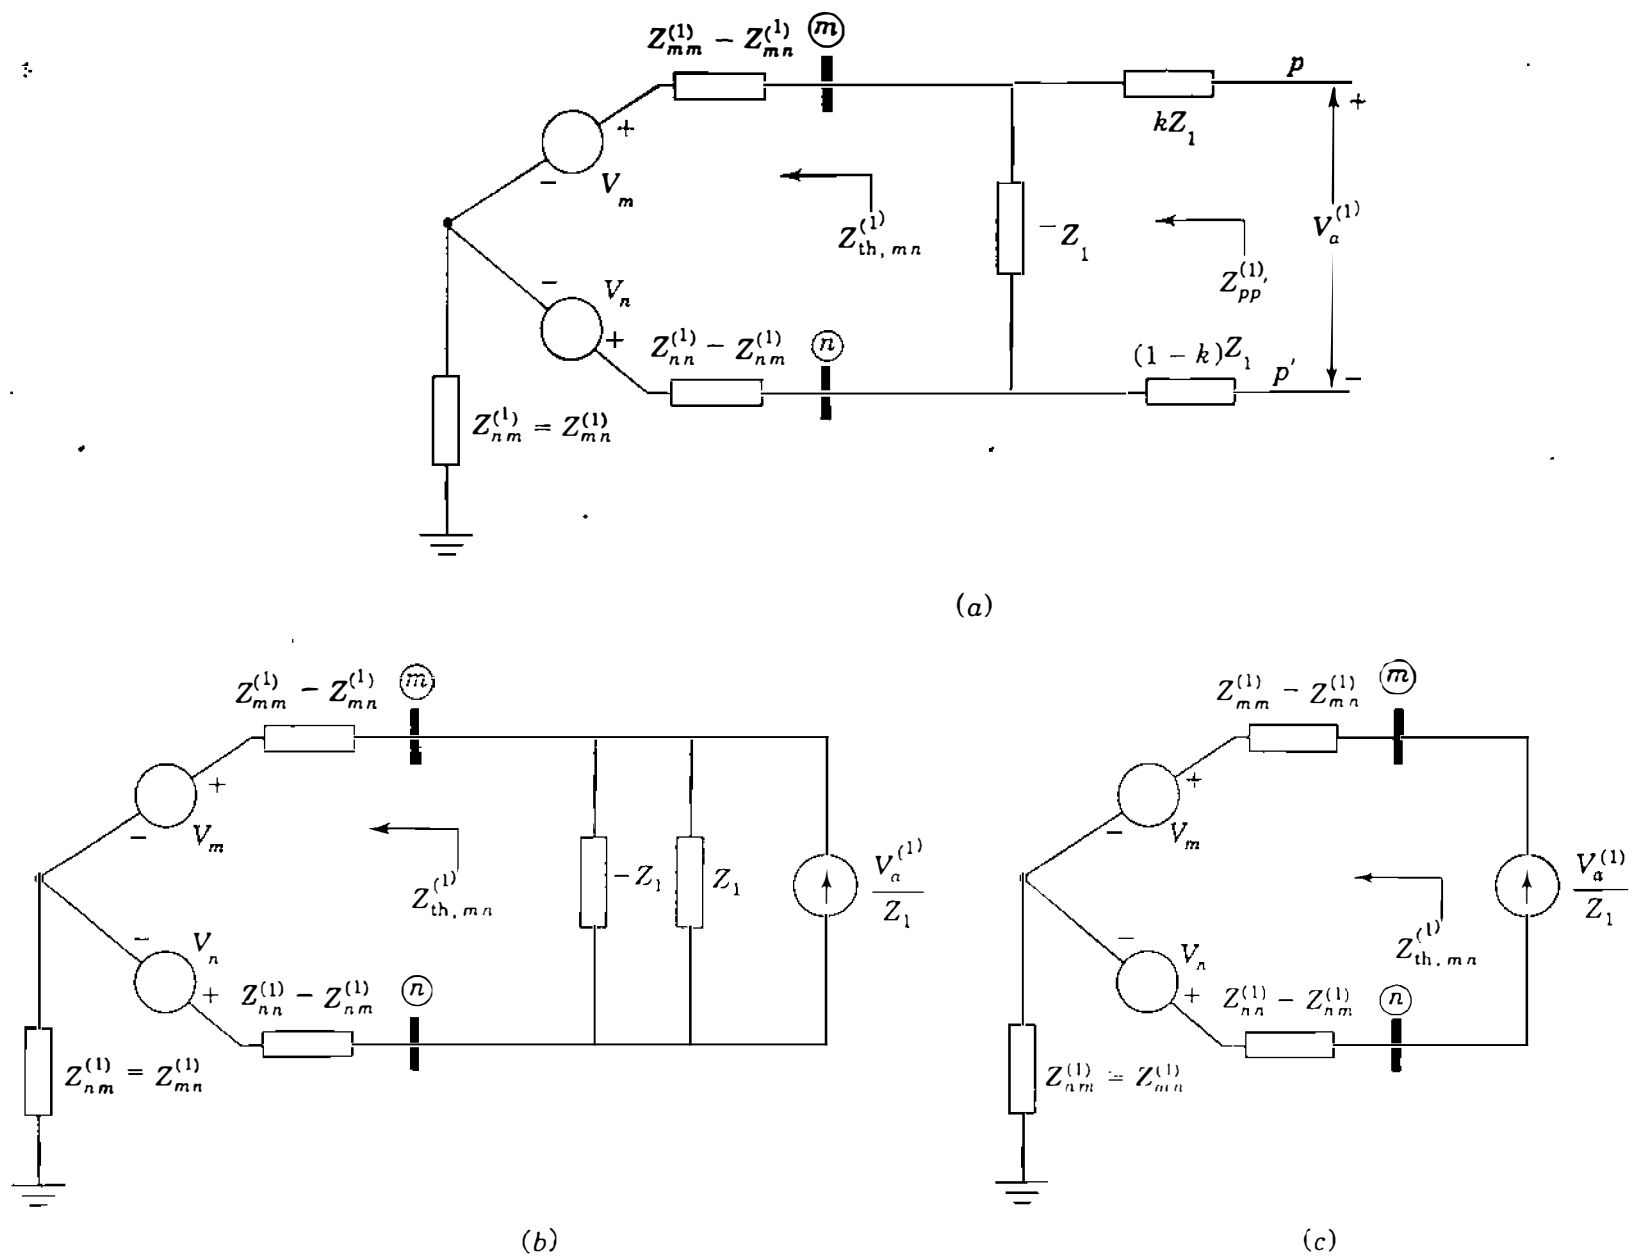 Z_{mm}^{(1)} − Z_{mn}^{(1)} ⓜ
p
+
kZ_1
+
−
V_m
Z_{th, mn}^{(1)}
−Z_1
V_a^{(1)}
Z_{pp'}^{(1)}
−
V_n
+
Z_{nn}^{(1)} − Z_{nm}^{(1)} ⓝ
(1 − k)Z_1
p'
−
Z_{nm}^{(1)} = Z_{mn}^{(1)}
(a)
Z_{mm}^{(1)} − Z_{mn}^{(1)} ⓜ
+
−
V_m
Z_{th, mn}^{(1)}
−Z_1
Z_1
V_a^{(1)}
Z_1
−
V_n
+
Z_{nn}^{(1)} − Z_{nm}^{(1)} ⓝ
Z_{nm}^{(1)} = Z_{mn}^{(1)}
(b)
Z_{mm}^{(1)} − Z_{mn}^{(1)} ⓜ
+
−
V_m
Z_{th, mn}^{(1)}
V_a^{(1)}
Z_1
−
V_n
+
Z_{nn}^{(1)} − Z_{nm}^{(1)} ⓝ
Z_{nm}^{(1)} = Z_{mn}^{(1)}
(c)